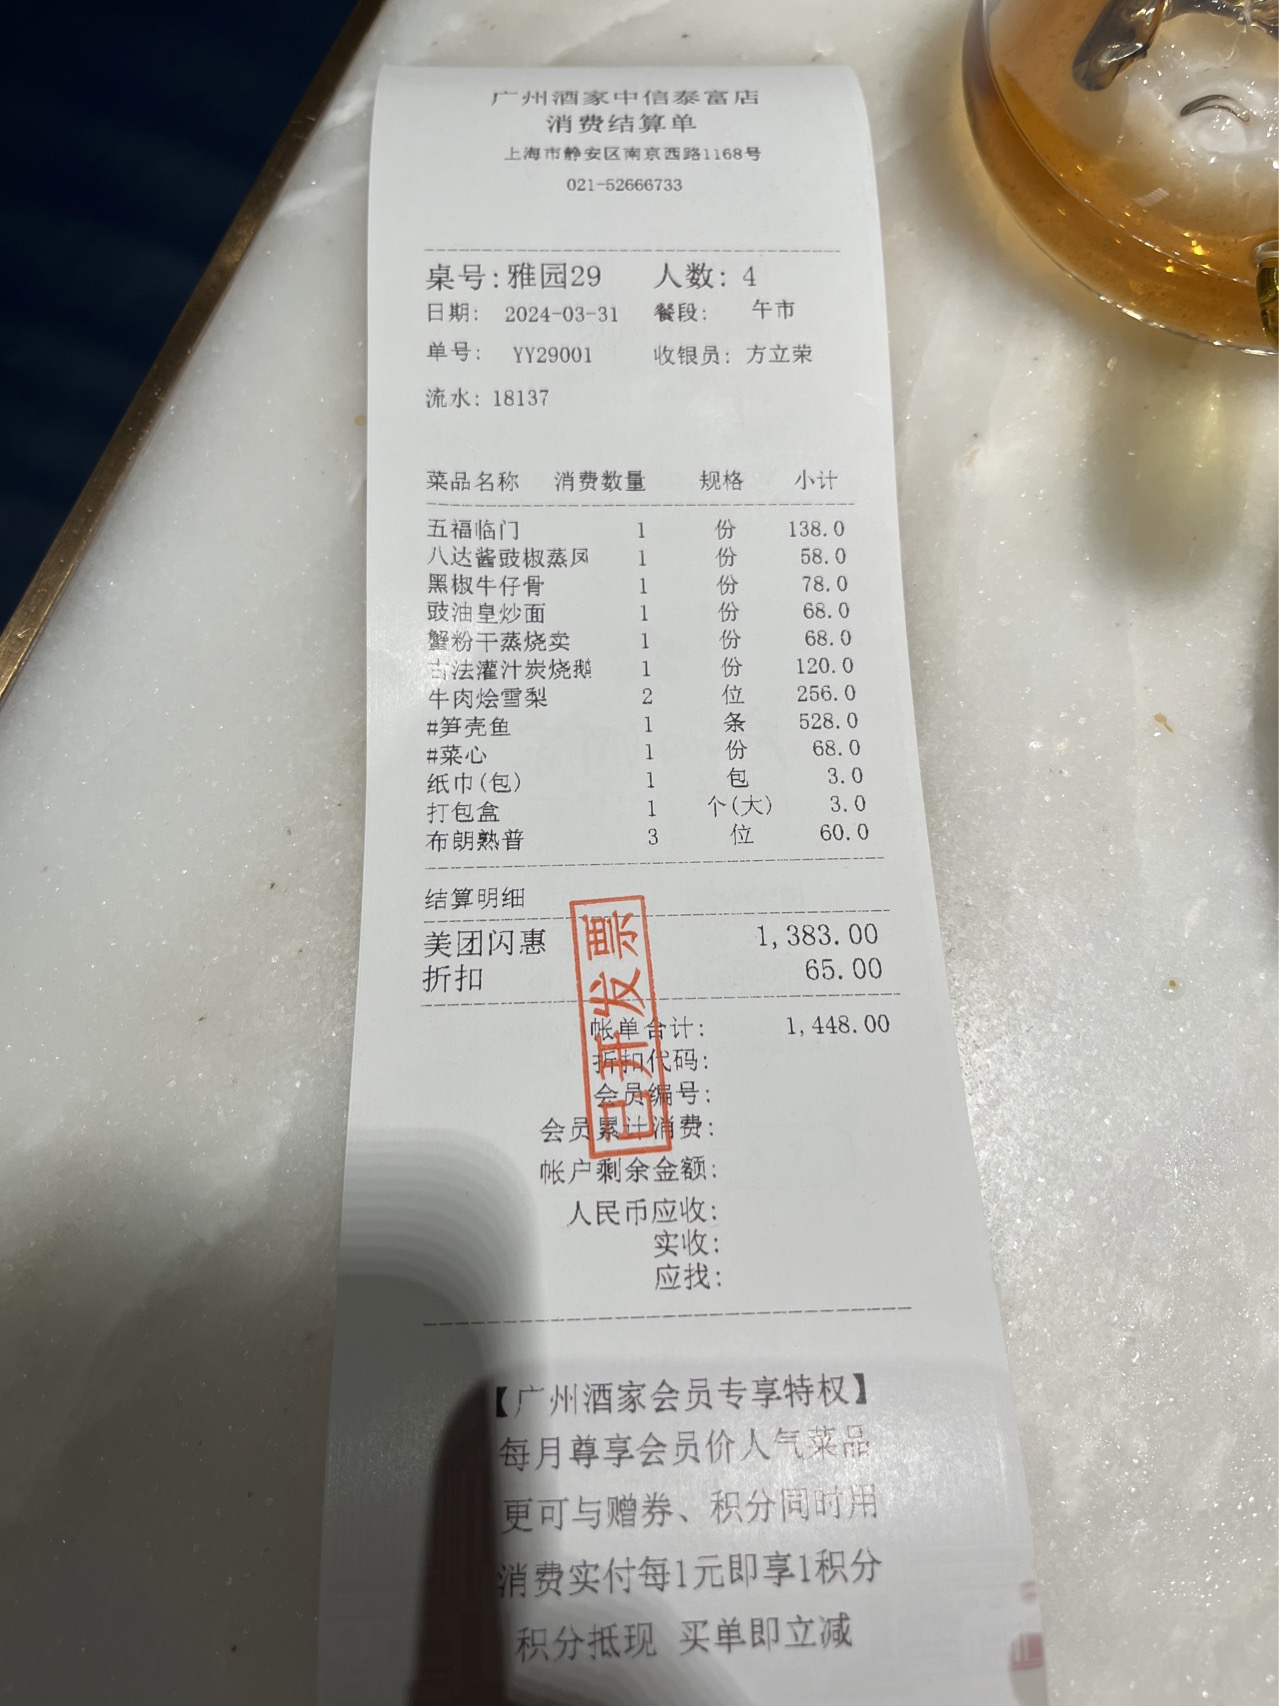 广州酒家中信泰富店
消费结算单
上海市静安区南京西路1168号
021-52666733
桌号:雅园29 人数: 4
日期: 2024-03-31 餐段: 午市
单号: YY29001 收银员: 方立荣
流水: 18137
菜品名称 消费数量 规格 小计
五福临门 1 份 138.0
八达酱豉椒蒸凤 1 份 58.0
黑椒牛仔骨 1 份 78.0
豉油皇炒面 1 份 68.0
蟹粉干蒸烧卖 1 份 68.0
古法灌汁炭烧鹅 1 份 120.0
牛肉烩雪梨 2 位 256.0
#笋壳鱼 1 条 528.0
#菜心 1 份 68.0
纸巾(包) 1 包 3.0
打包盒 1 个(大) 3.0
布朗熟普 3 位 60.0
结算明细
美团闪惠 1,383.00
折扣 65.00
帐单合计: 1,448.00
折扣代码:
会员编号:
会员累计消费:
帐户剩余金额:
人民币应收:
实收:
应找:
已开发票
【广州酒家会员专享特权】
每月尊享会员价人气菜品
更可与赠券、积分同时用
消费实付每1元即享1积分
积分抵现 买单即立减